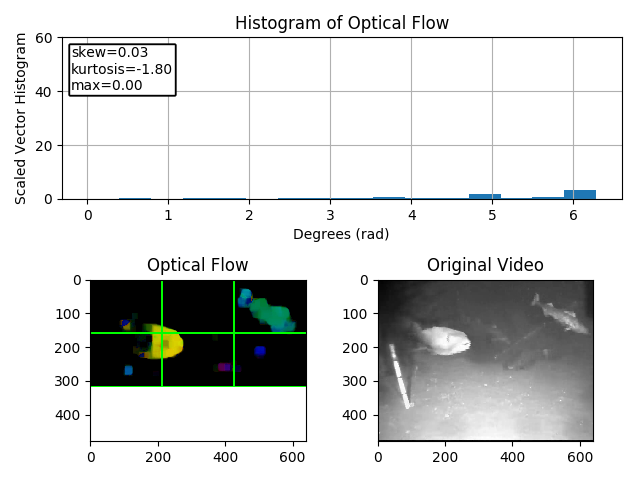 Histogram of Optical Flow
60
40
20
0
Scaled Vector Histogram
skew=0.03
kurtosis=-1.80
max=0.00
0 1 2 3 4 5 6
Degrees (rad)
Optical Flow
0
100
200
300
400
0 200 400 600
Original Video
0
100
200
300
400
0 200 400 600